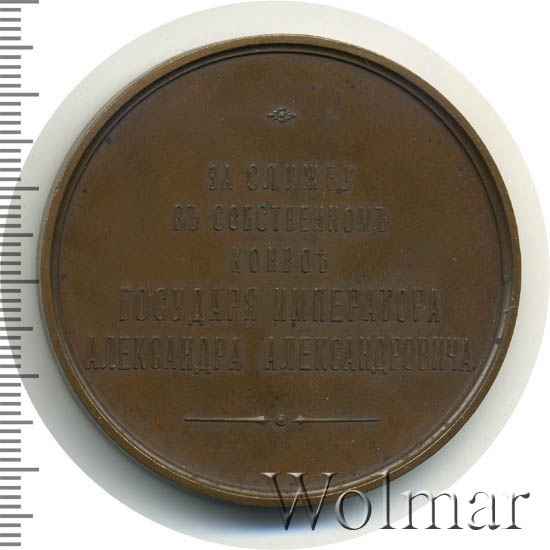 ЗА СЛУЖБУ
ВЪ СОБСТВЕННОМЪ
КОНВОѢ
ГОСУДАРЯ ИМПЕРАТОРА
АЛЕКСАНДРА АЛЕКСАНДРОВИЧА.
Wolmar